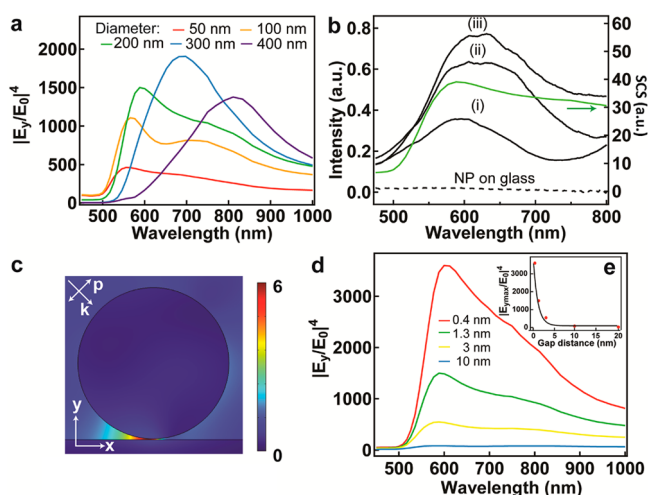 a
Diameter: 50 nm 100 nm
200 nm 300 nm 400 nm
2000
1500
1000
500
0
|Ey/E0|^4
500 600 700 800 900 1000
Wavelength (nm)
b
(iii)
(ii)
(i)
NP on glass
0.8
0.6
0.4
0.2
0.0
Intensity (a.u.)
60
50
40
30
20
10
0
SCS (a.u.)
500 600 700 800
Wavelength (nm)
c
p
k
y
x
6
0
d
0.4 nm
1.3 nm
3 nm
10 nm
3000
2000
1000
0
|Ey/E0|^4
400 500 600 700 800 900 1000
Wavelength (nm)
e
3000
2000
1000
0
|Eymax/E0|^4
0 5 10 15 20
Gap distance (nm)